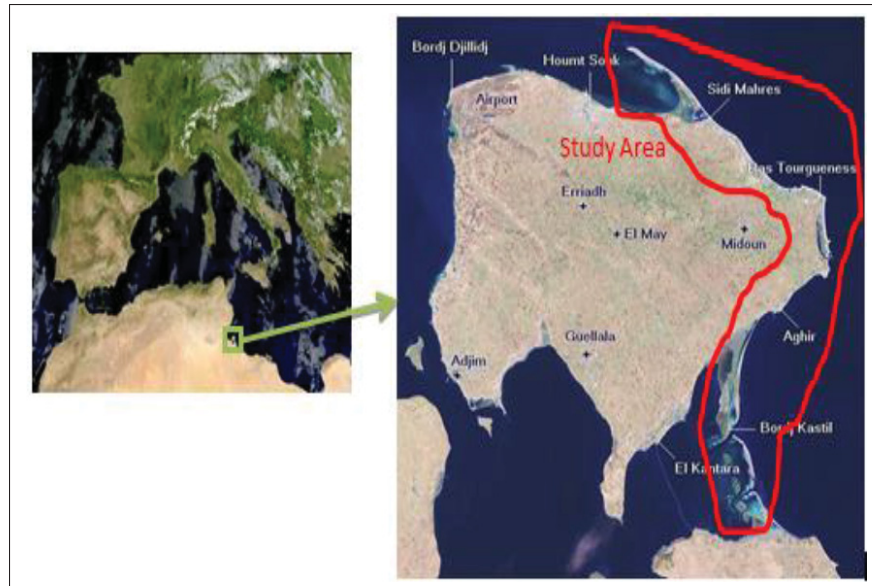 Bordj Djillidj
Houmt Souk
Airport
Sidi Mahres
Study Area
Ras Tourgueness
Erriadh
El May
Midoun
Guellala
Aghir
Adjim
Bordj Kastil
El Kantara